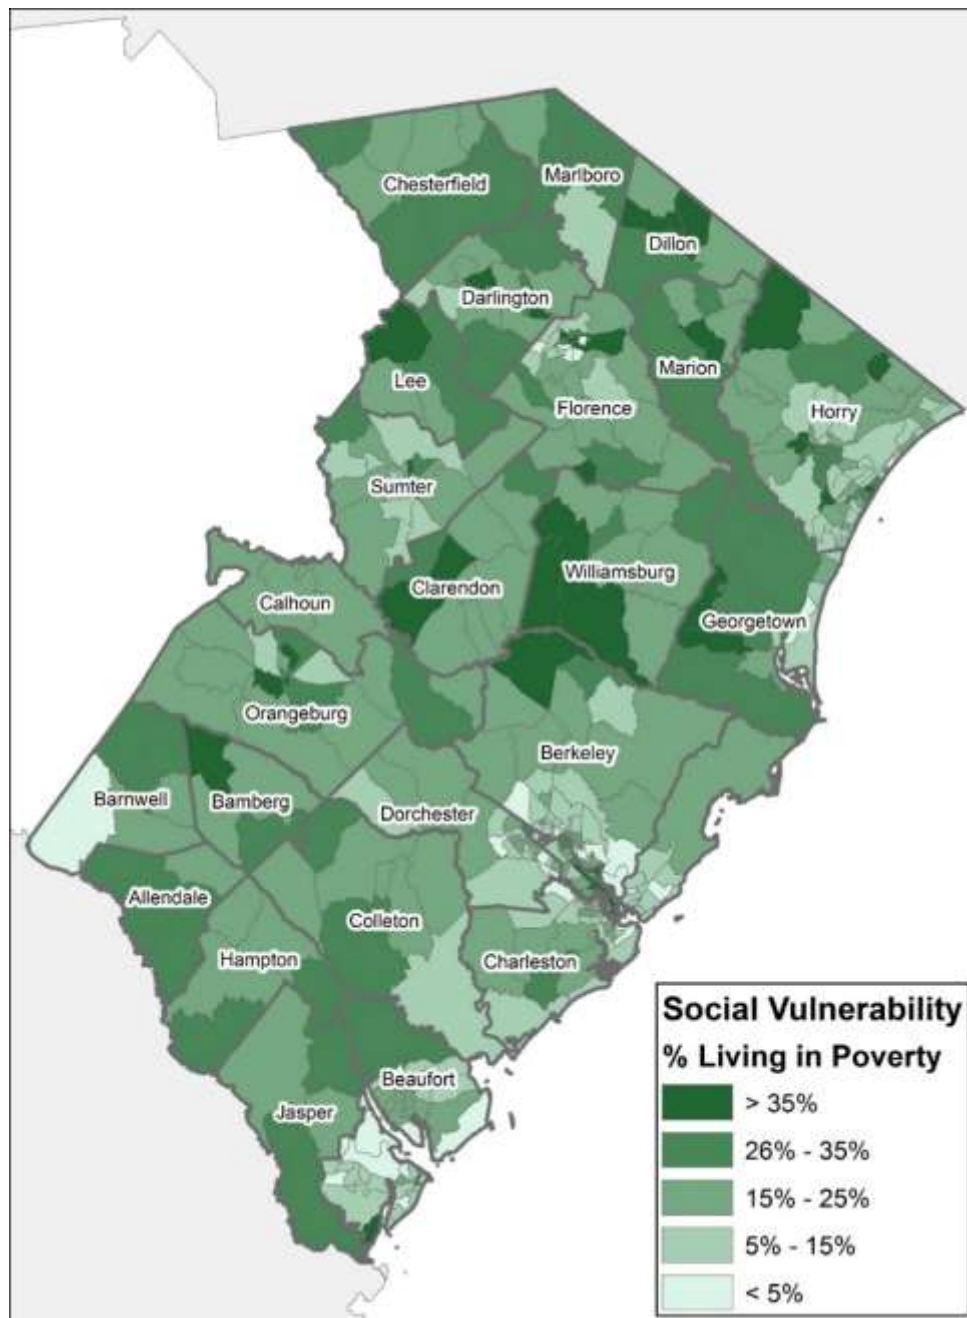 Chesterfield
Marlboro
Dillon
Darlington
Lee
Marion
Florence
Horry
Sumter
Clarendon
Williamsburg
Calhoun
Georgetown
Orangeburg
Berkeley
Barnwell
Bamberg
Dorchester
Allendale
Colleton
Hampton
Charleston
Beaufort
Jasper
Social Vulnerability
% Living in Poverty
> 35%
26% - 35%
15% - 25%
5% - 15%
< 5%